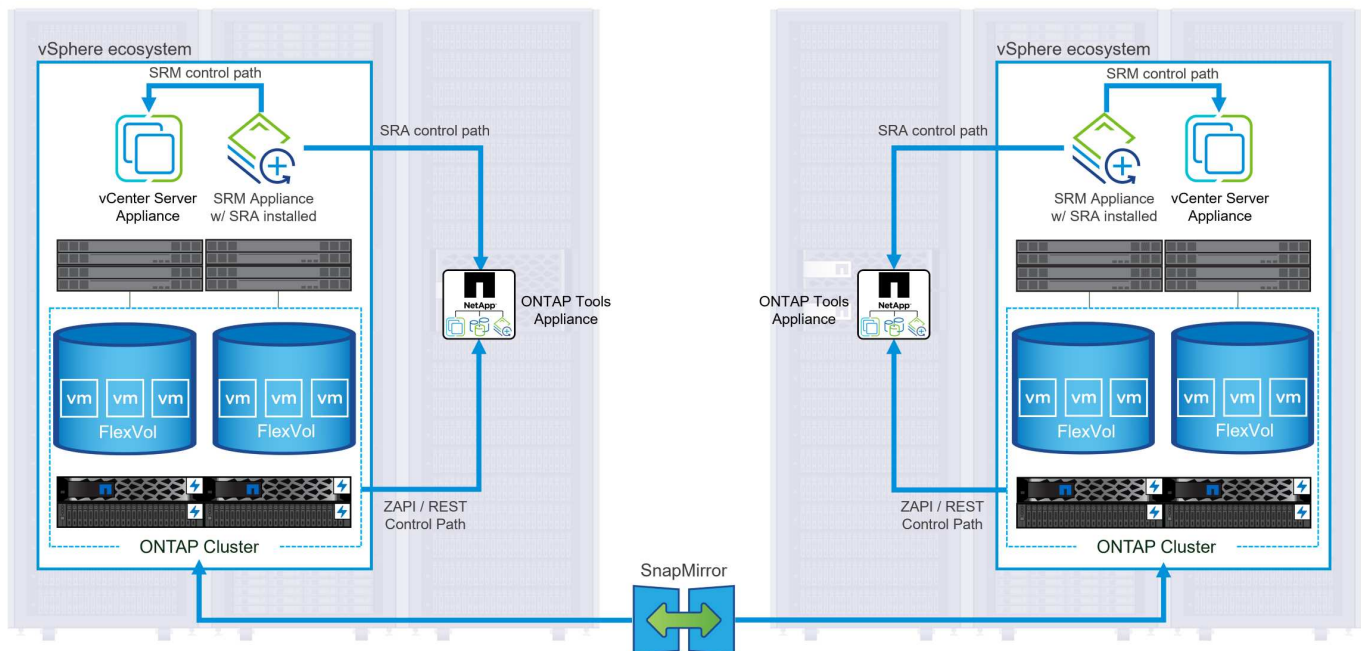 vSphere ecosystem
SRM control path
SRA control path
vCenter Server
Appliance
SRM Appliance
w/ SRA installed
NetApp
ONTAP Tools
Appliance
vm vm vm
FlexVol
vm vm vm
FlexVol
ZAPI / REST
Control Path
ONTAP Cluster
SnapMirror
vSphere ecosystem
SRM control path
SRA control path
SRM Appliance
w/ SRA installed
vCenter Server
Appliance
ONTAP Tools
Appliance
NetApp
vm vm vm
FlexVol
vm vm vm
FlexVol
ZAPI / REST
Control Path
ONTAP Cluster